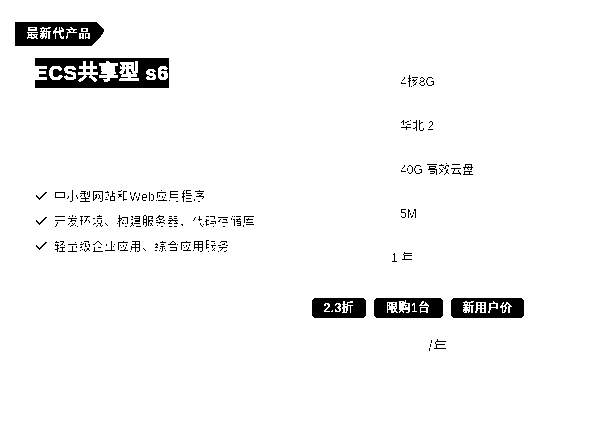 最新代产品
ECS共享型 s6
中小型网站和Web应用程序
开发环境、构建服务器、代码存储库
轻量级企业应用、综合应用服务
4核8G
华北 2
40G 高效云盘
5M
1 年
2.3折 限购1台 新用户价
/年